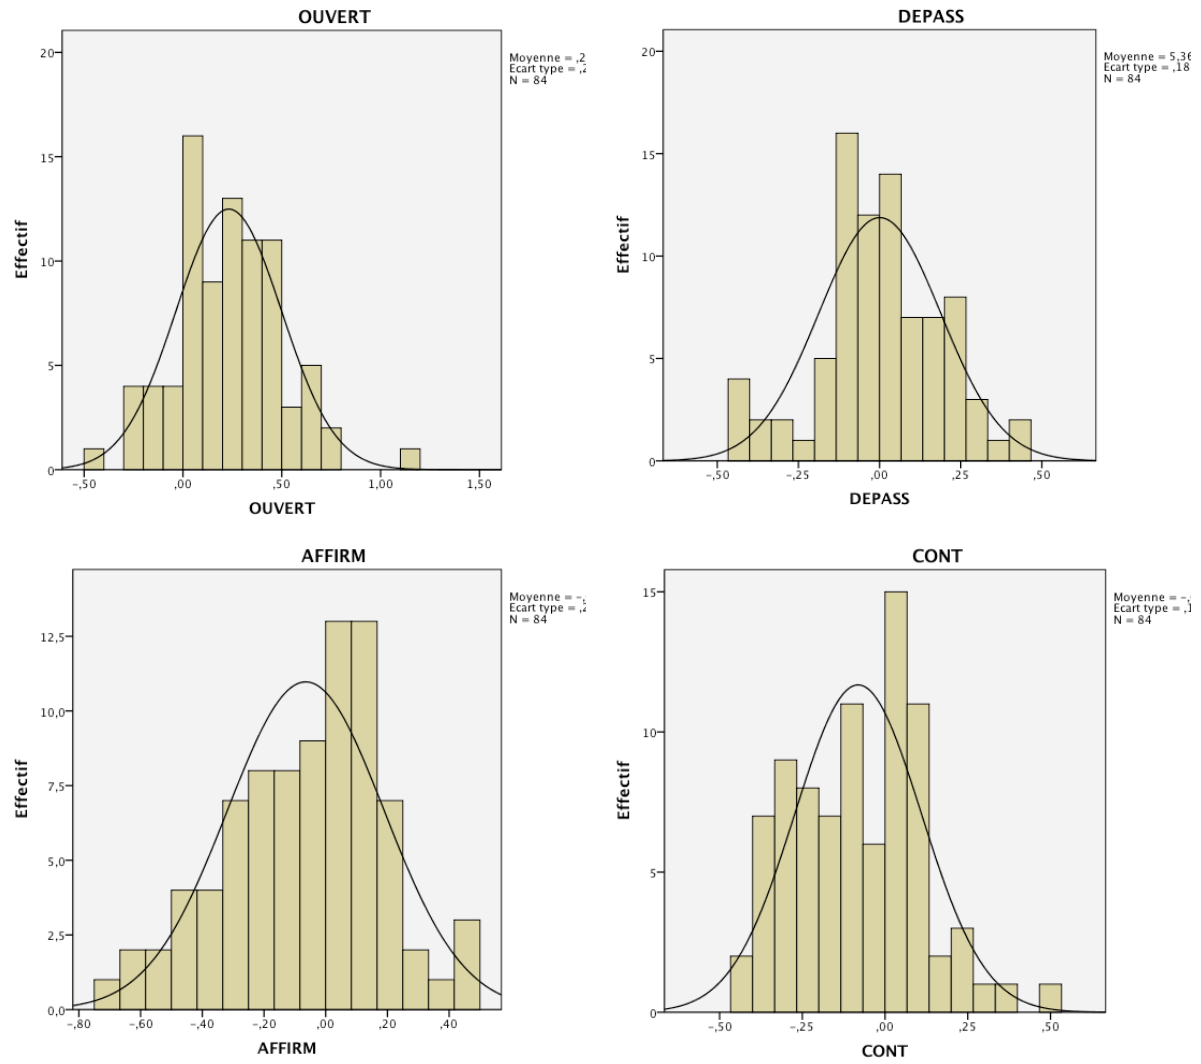 OUVERT
20
15
10
5
0
Effectif
-,50
,00
,50
1,00
1,50
OUVERT
Moyenne = ,2
Ecart type = ,2
N = 84
DEPASS
20
15
10
5
0
Effectif
-,50
-,25
,00
,25
,50
DEPASS
Moyenne = 5,36
Ecart type = ,18
N = 84
AFFIRM
12,5
10,0
7,5
5,0
2,5
0,0
Effectif
-,80
-,60
-,40
-,20
,00
,20
,40
AFFIRM
Moyenne = -,
Ecart type = ,2
N = 84
CONT
15
10
5
0
Effectif
-,50
-,25
,00
,25
,50
CONT
Moyenne = -,
Ecart type = ,1
N = 84